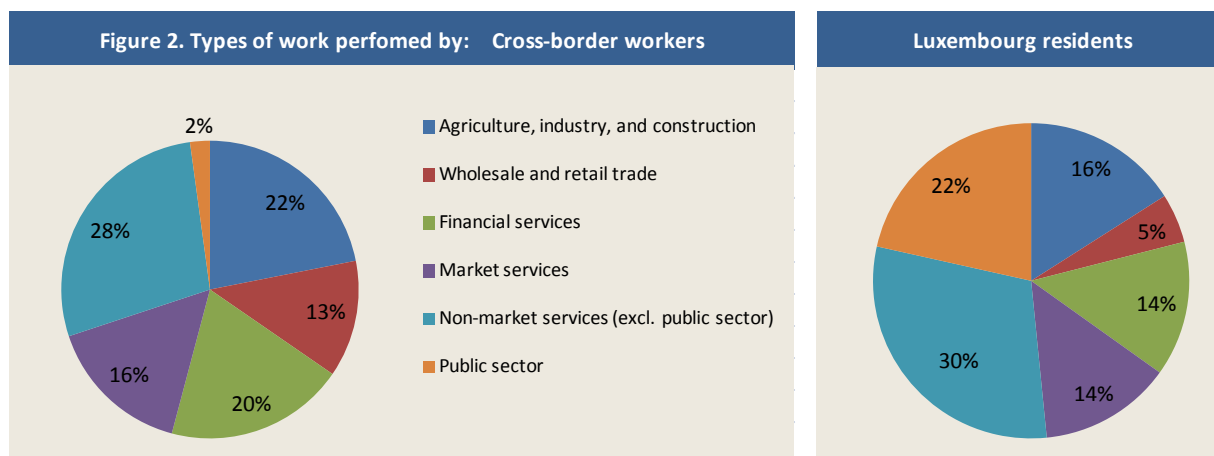 Figure 2. Types of work perfomed by: Cross-border workers
2%
22%
28%
13%
16%
20%
Agriculture, industry, and construction
Wholesale and retail trade
Financial services
Market services
Non-market services (excl. public sector)
Public sector
Luxembourg residents
16%
22%
5%
14%
30%
14%